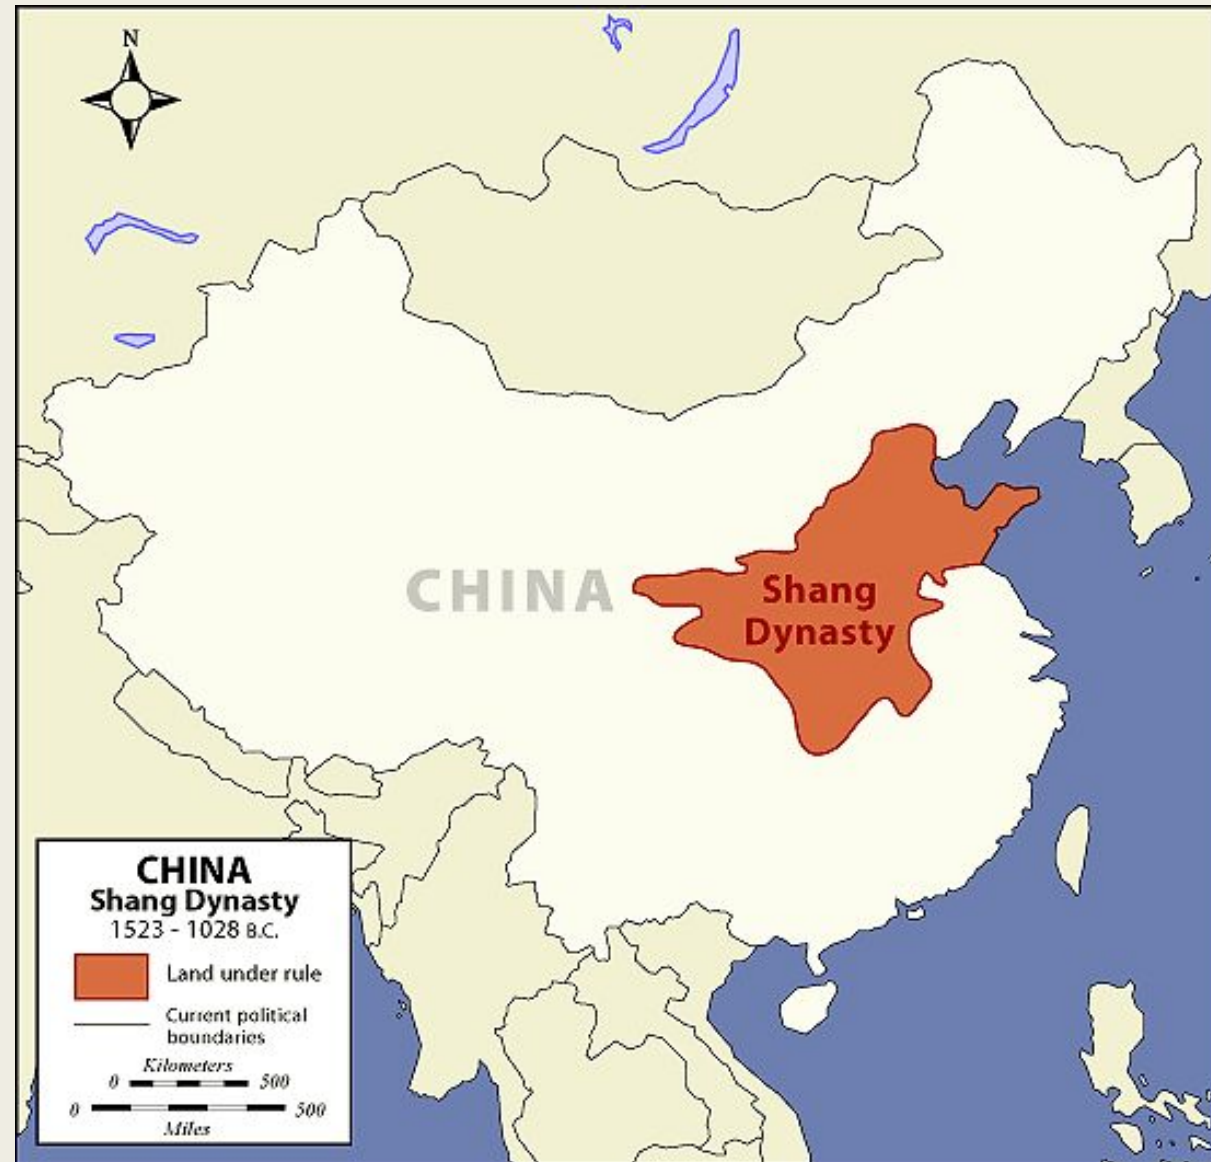 N
CHINA
Shang
Dynasty
CHINA
Shang Dynasty
1523 - 1028 B.C.
Land under rule
Current political
boundaries
Kilometers
0 500
0 500
Miles